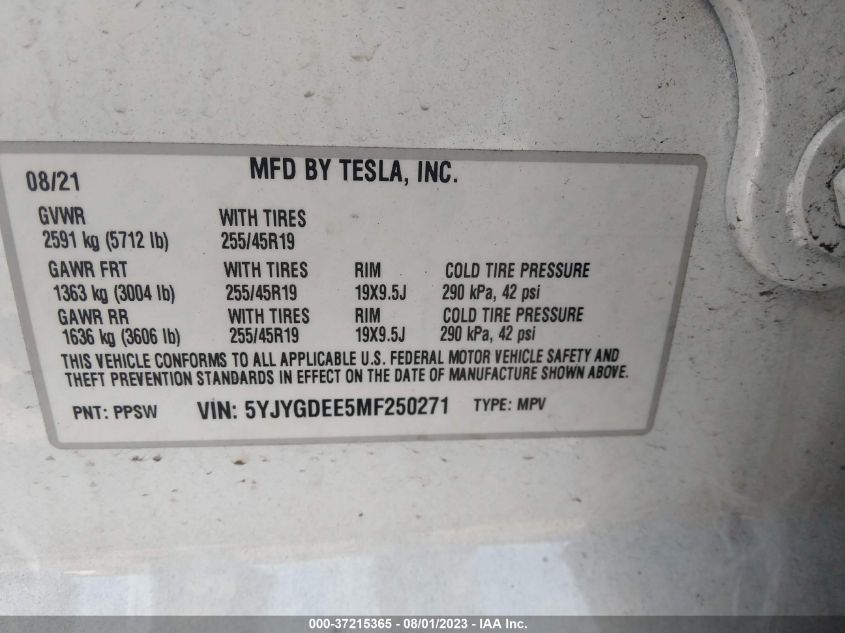 08/21 MFD BY TESLA, INC.
GVWR WITH TIRES
2591 kg (5712 lb) 255/45R19
GAWR FRT WITH TIRES RIM COLD TIRE PRESSURE
1363 kg (3004 lb) 255/45R19 19X9.5J 290 kPa, 42 psi
GAWR RR WITH TIRES RIM COLD TIRE PRESSURE
1636 kg (3606 lb) 255/45R19 19X9.5J 290 kPa, 42 psi
THIS VEHICLE CONFORMS TO ALL APPLICABLE U.S. FEDERAL MOTOR VEHICLE SAFETY AND
THEFT PREVENTION STANDARDS IN EFFECT ON THE DATE OF MANUFACTURE SHOWN ABOVE.
PNT: PPSW VIN: 5YJYGDEE5MF250271 TYPE: MPV
000-37215365 - 08/01/2023 - IAA Inc.